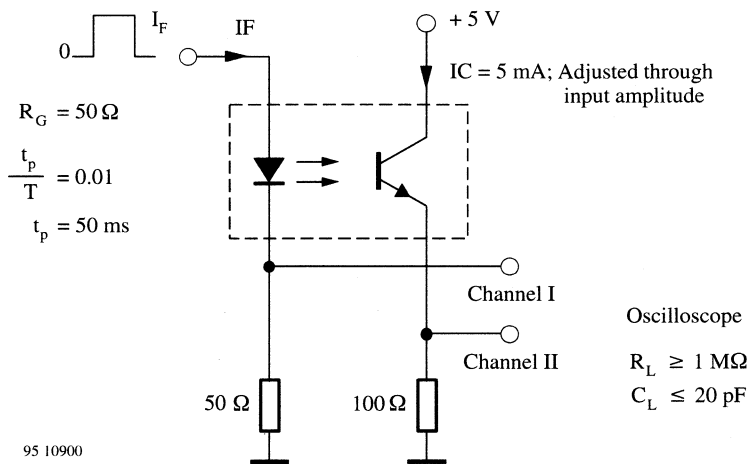 I_F
0
IF
+ 5 V
IC = 5 mA; Adjusted through
input amplitude
R_G = 50 Ω
t_p / T = 0.01
t_p = 50 ms
Channel I
Channel II
Oscilloscope
R_L ≥ 1 MΩ
C_L ≤ 20 pF
50 Ω
100 Ω
95 10900